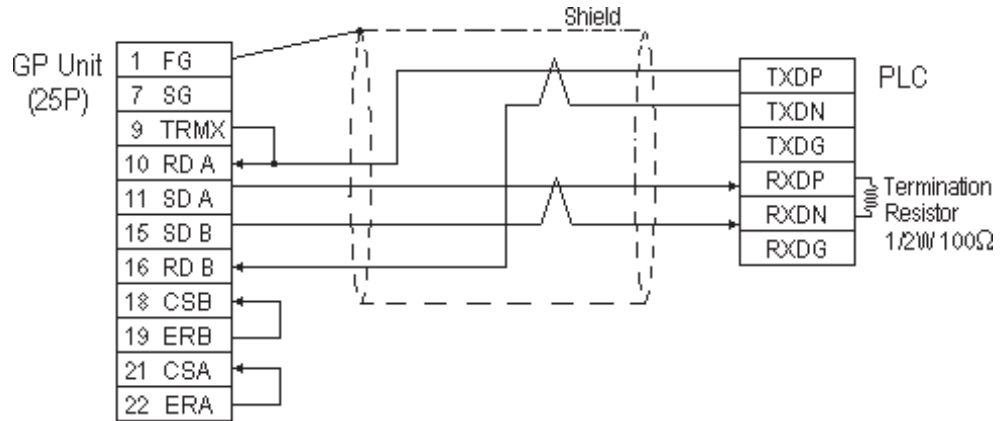 Shield
GP Unit
(25P)
1 FG
7 SG
9 TRMX
10 RD A
11 SD A
15 SD B
16 RD B
18 CSB
19 ERB
21 CSA
22 ERA
TXDP
TXDN
TXDG
RXDP
RXDN
RXDG
PLC
Termination
Resistor
1/2W 100Ω